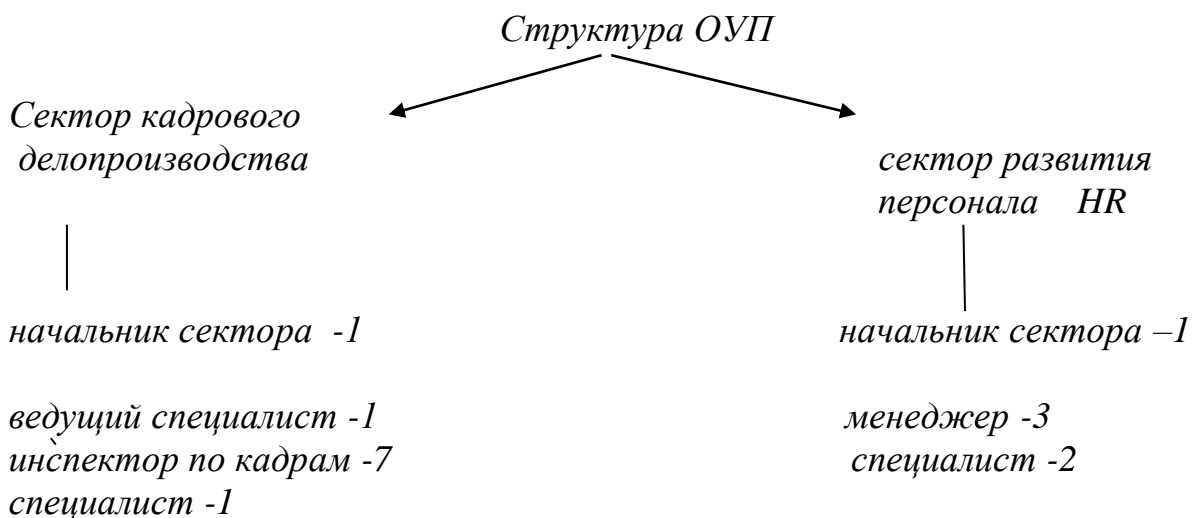 Структура ОУП
Сектор кадрового
делопроизводства
сектор развития
персонала HR
начальник сектора -1
ведущий специалист -1
инспектор по кадрам -7
специалист -1
начальник сектора –1
менеджер -3
специалист -2